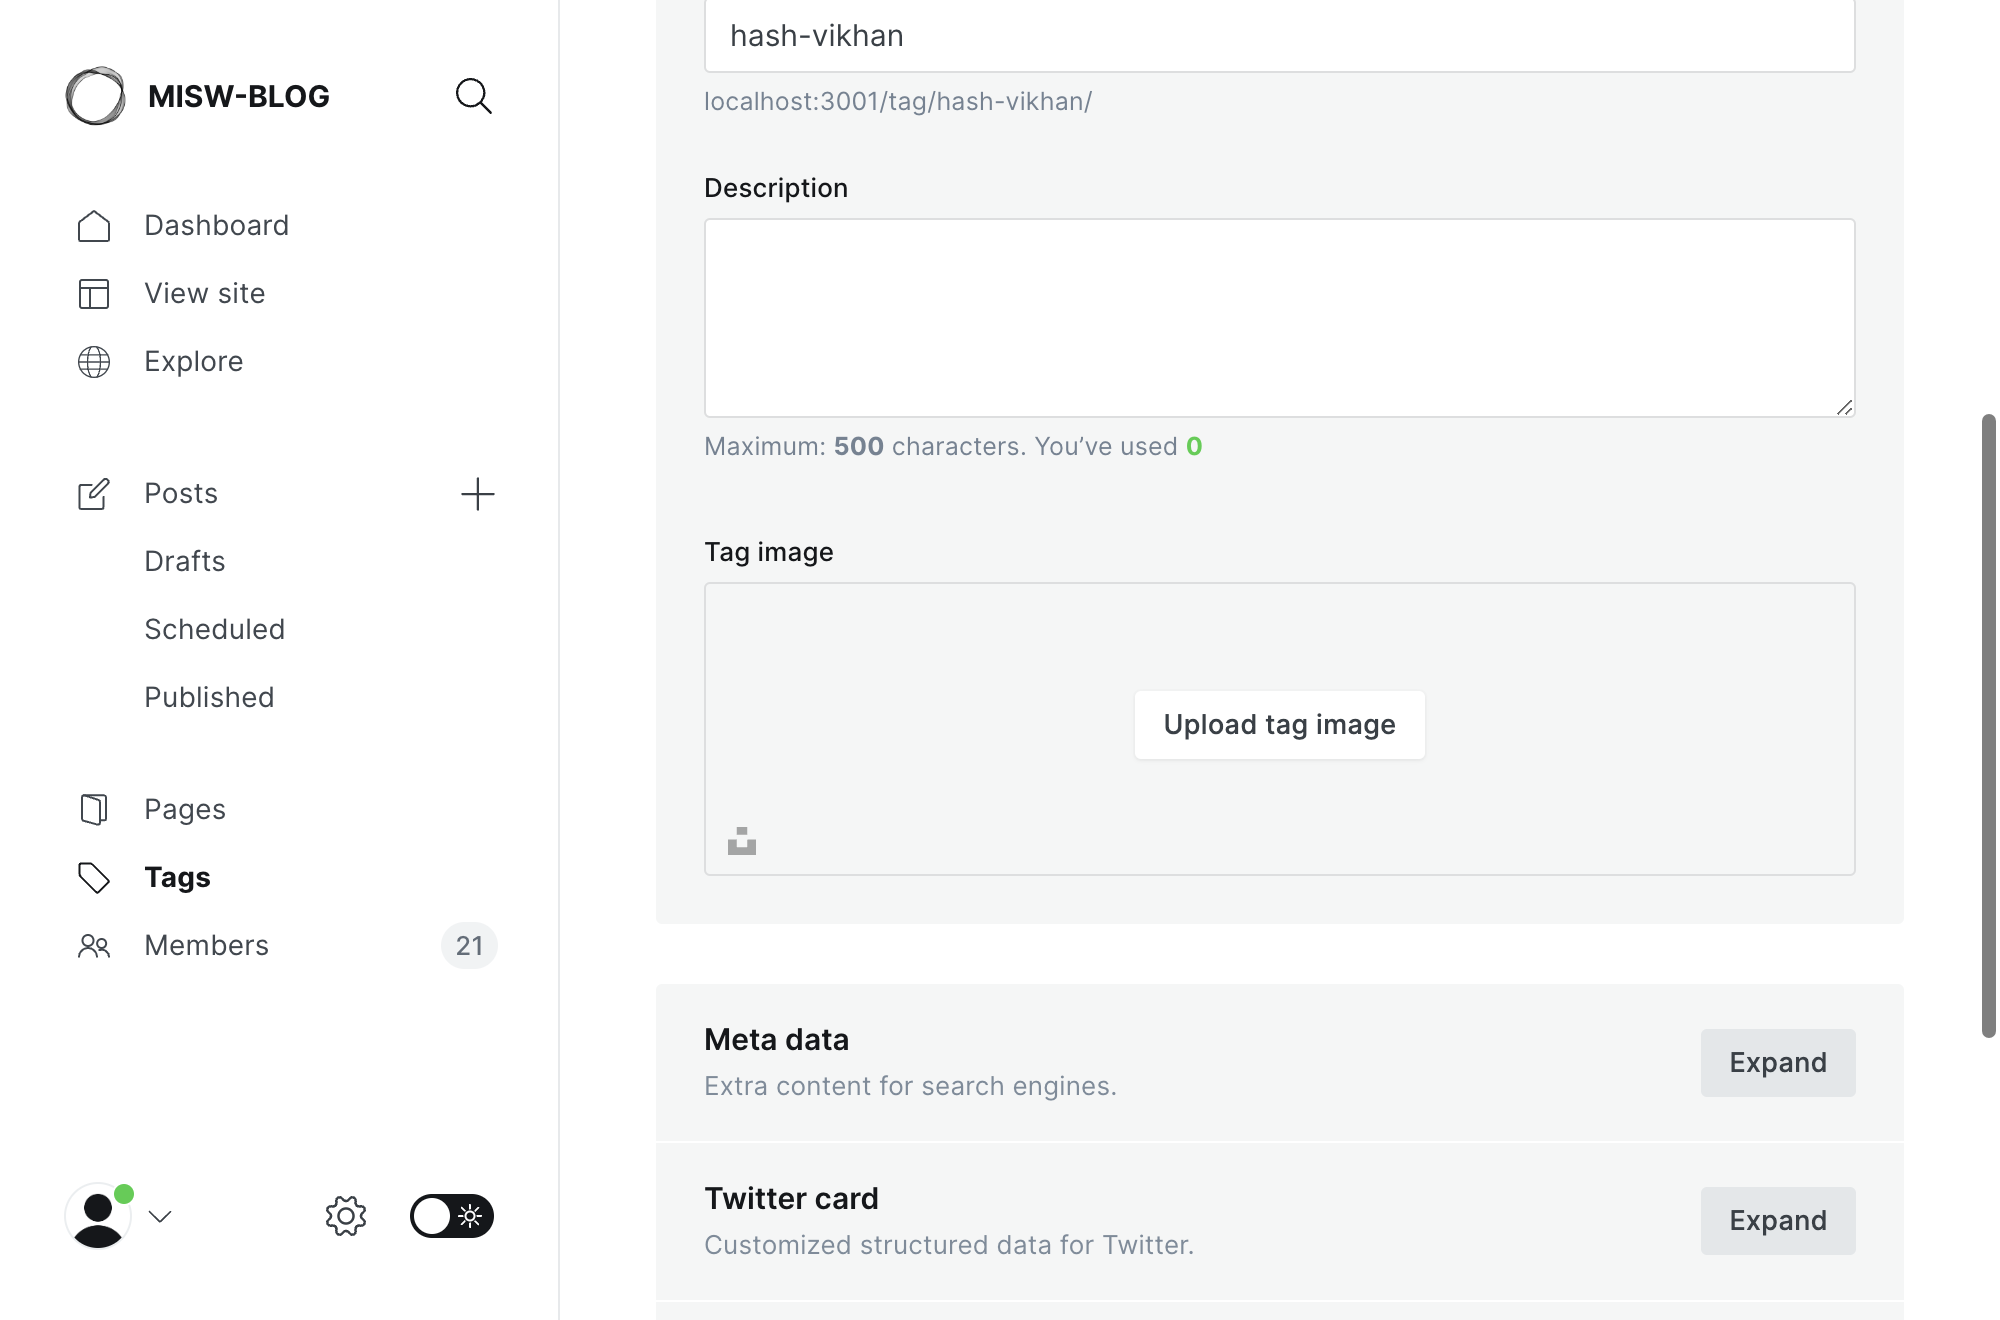 MISW-BLOG
Dashboard
View site
Explore
Posts
Drafts
Scheduled
Published
Pages
Tags
Members 21
hash-vikhan
localhost:3001/tag/hash-vikhan/
Description
Maximum: 500 characters. You’ve used 0
Tag image
Upload tag image
Meta data
Extra content for search engines.
Expand
Twitter card
Customized structured data for Twitter.
Expand